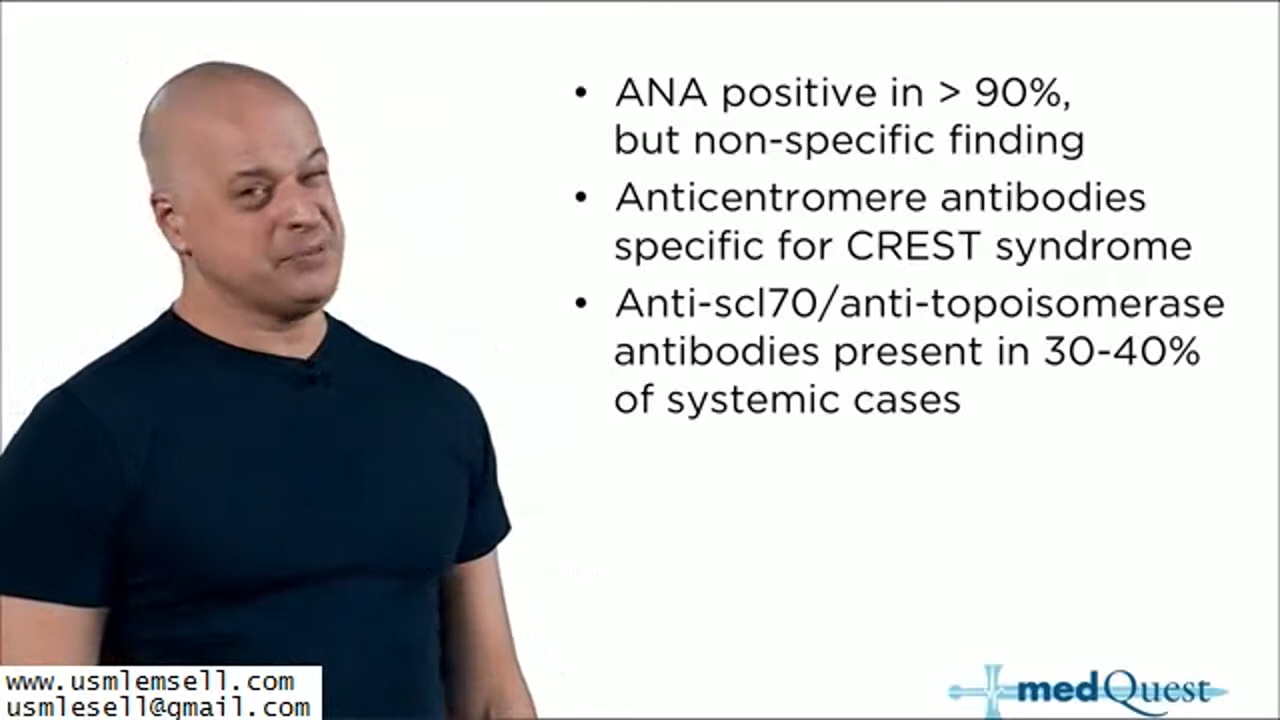 • ANA positive in > 90%,
but non-specific finding
• Anticentromere antibodies
specific for CREST syndrome
• Anti-scl70/anti-topoisomerase
antibodies present in 30-40%
of systemic cases
www.usmlemsell.com
usmlesell@gmail.com
medQuest